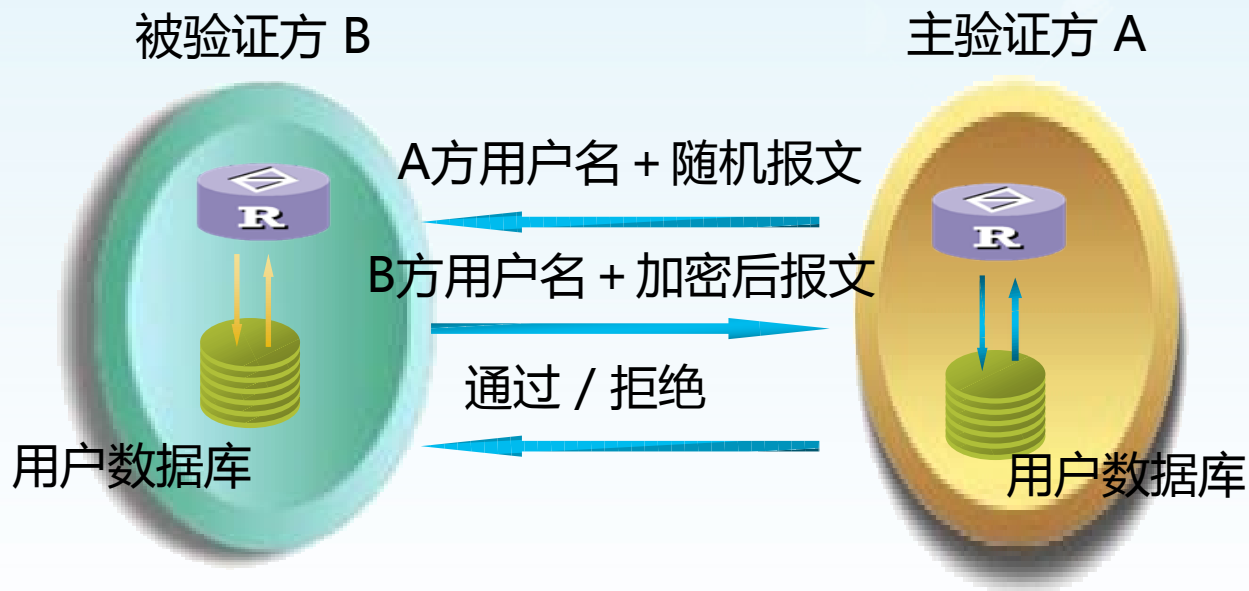 被验证方 B
主验证方 A
A方用户名 + 随机报文
R
R
B方用户名 + 加密后报文
通过 / 拒绝
用户数据库
用户数据库